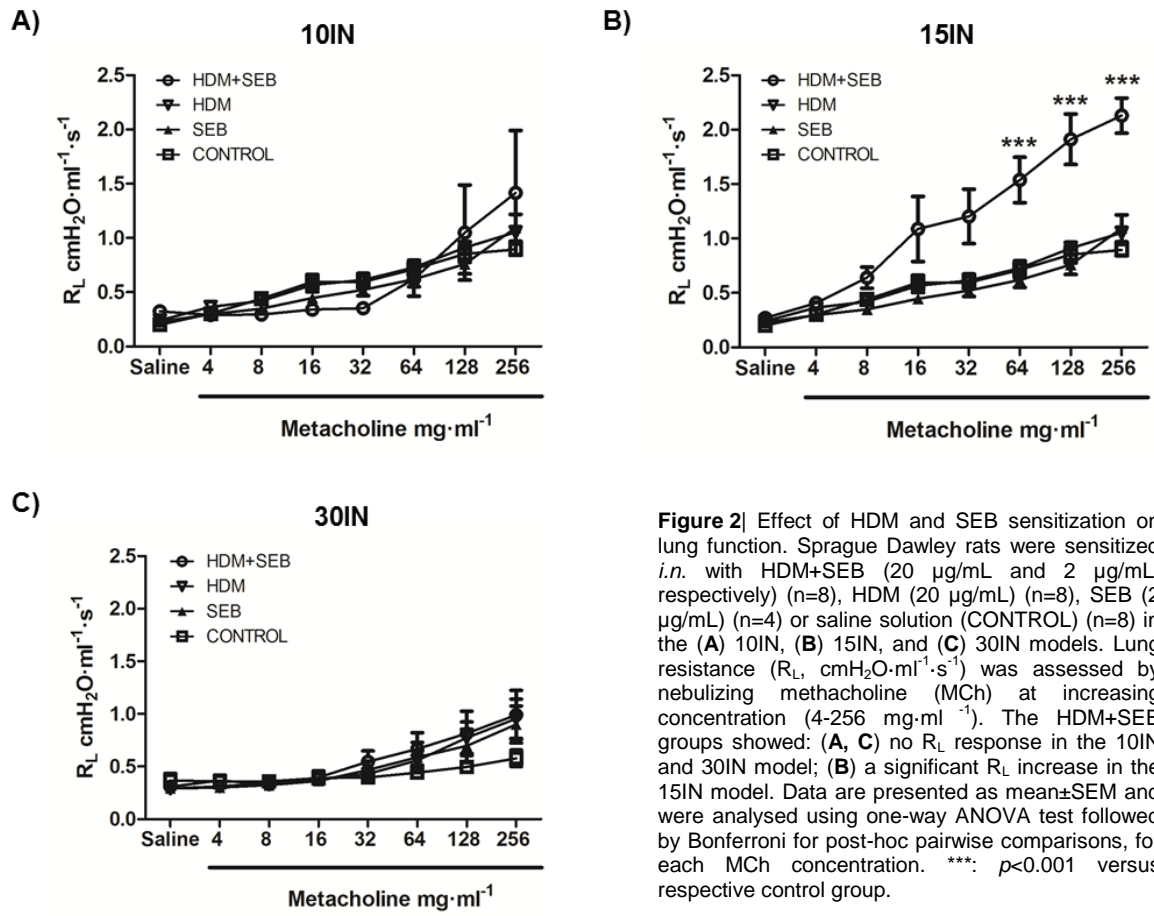 A)
10IN
HDM+SEB
HDM
SEB
CONTROL
2.5
2.0
1.5
1.0
0.5
0.0
R_L cmH₂O·ml⁻¹·s⁻¹
Saline 4 8 16 32 64 128 256
Metacholine mg·ml⁻¹
B)
15IN
HDM+SEB
HDM
SEB
CONTROL
***
***
***
2.5
2.0
1.5
1.0
0.5
0.0
R_L cmH₂O·ml⁻¹·s⁻¹
Saline 4 8 16 32 64 128 256
Metacholine mg·ml⁻¹
C)
30IN
HDM+SEB
HDM
SEB
CONTROL
2.5
2.0
1.5
1.0
0.5
0.0
R_L cmH₂O·ml⁻¹·s⁻¹
Saline 4 8 16 32 64 128 256
Metacholine mg·ml⁻¹
Figure 2| Effect of HDM and SEB sensitization on
lung function. Sprague Dawley rats were sensitized
i.n. with HDM+SEB (20 µg/mL and 2 µg/mL
respectively) (n=8), HDM (20 µg/mL) (n=8), SEB (2
µg/mL) (n=4) or saline solution (CONTROL) (n=8) in
the (A) 10IN, (B) 15IN, and (C) 30IN models. Lung
resistance (R_L, cmH₂O·ml⁻¹·s⁻¹) was assessed by
nebulizing methacholine (MCh) at increasing
concentration (4-256 mg·ml ⁻¹). The HDM+SEB
groups showed: (A, C) no R_L response in the 10IN
and 30IN model; (B) a significant R_L increase in the
15IN model. Data are presented as mean±SEM and
were analysed using one-way ANOVA test followed
by Bonferroni for post-hoc pairwise comparisons, for
each MCh concentration. ***: p<0.001 versus
respective control group.